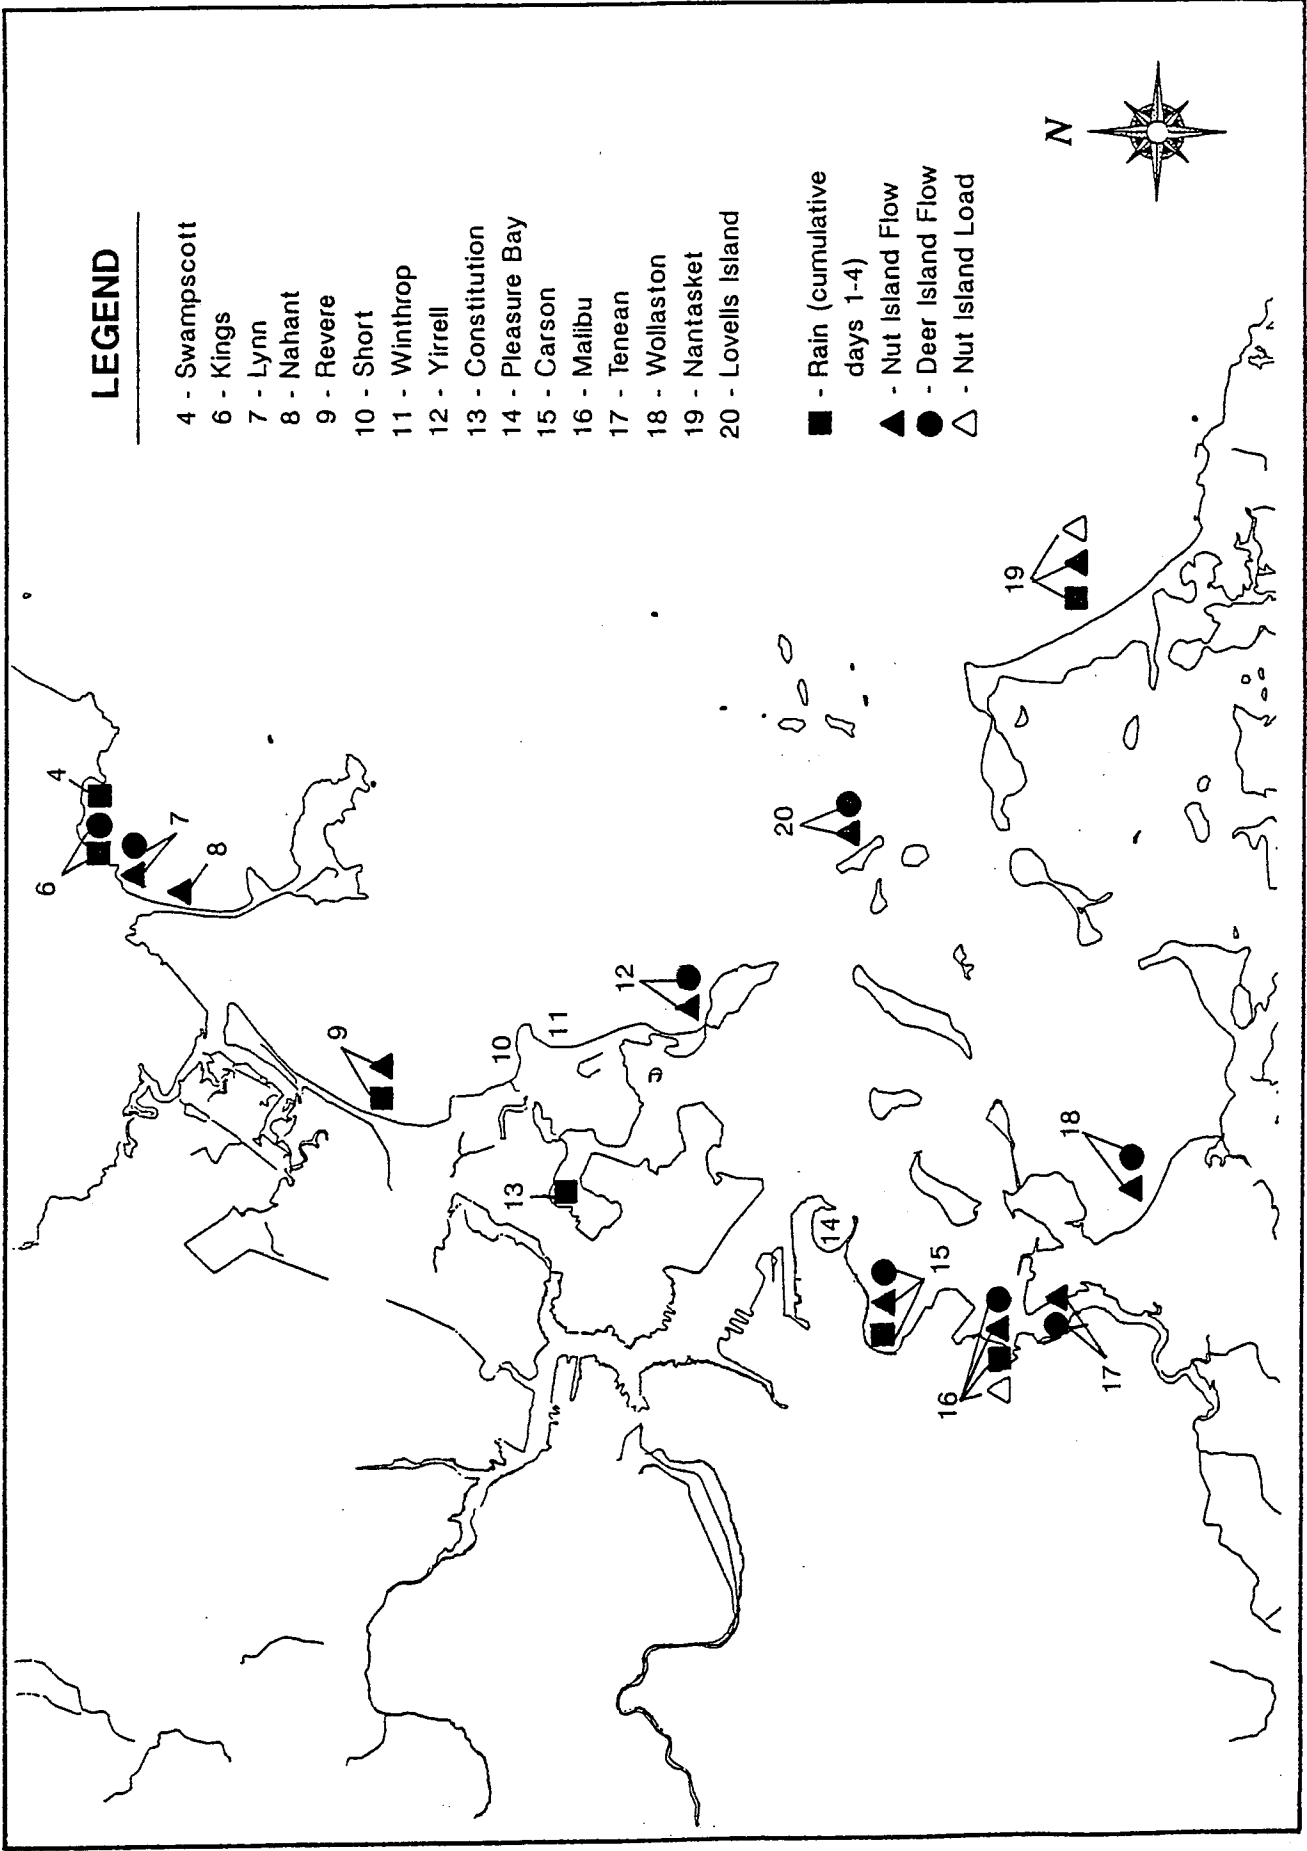 LEGEND
4 - Swampscott
6 - Kings
7 - Lynn
8 - Nahant
9 - Revere
10 - Short
11 - Winthrop
12 - Yirrell
13 - Constitution
14 - Pleasure Bay
15 - Carson
16 - Malibu
17 - Tenean
18 - Wollaston
19 - Nantasket
20 - Lovells Island
■ - Rain (cumulative
days 1-4)
▲ - Nut Island Flow
● - Deer Island Flow
△ - Nut Island Load
N
4
6
7
8
9
10
11
12
13
14
15
16
17
18
19
20